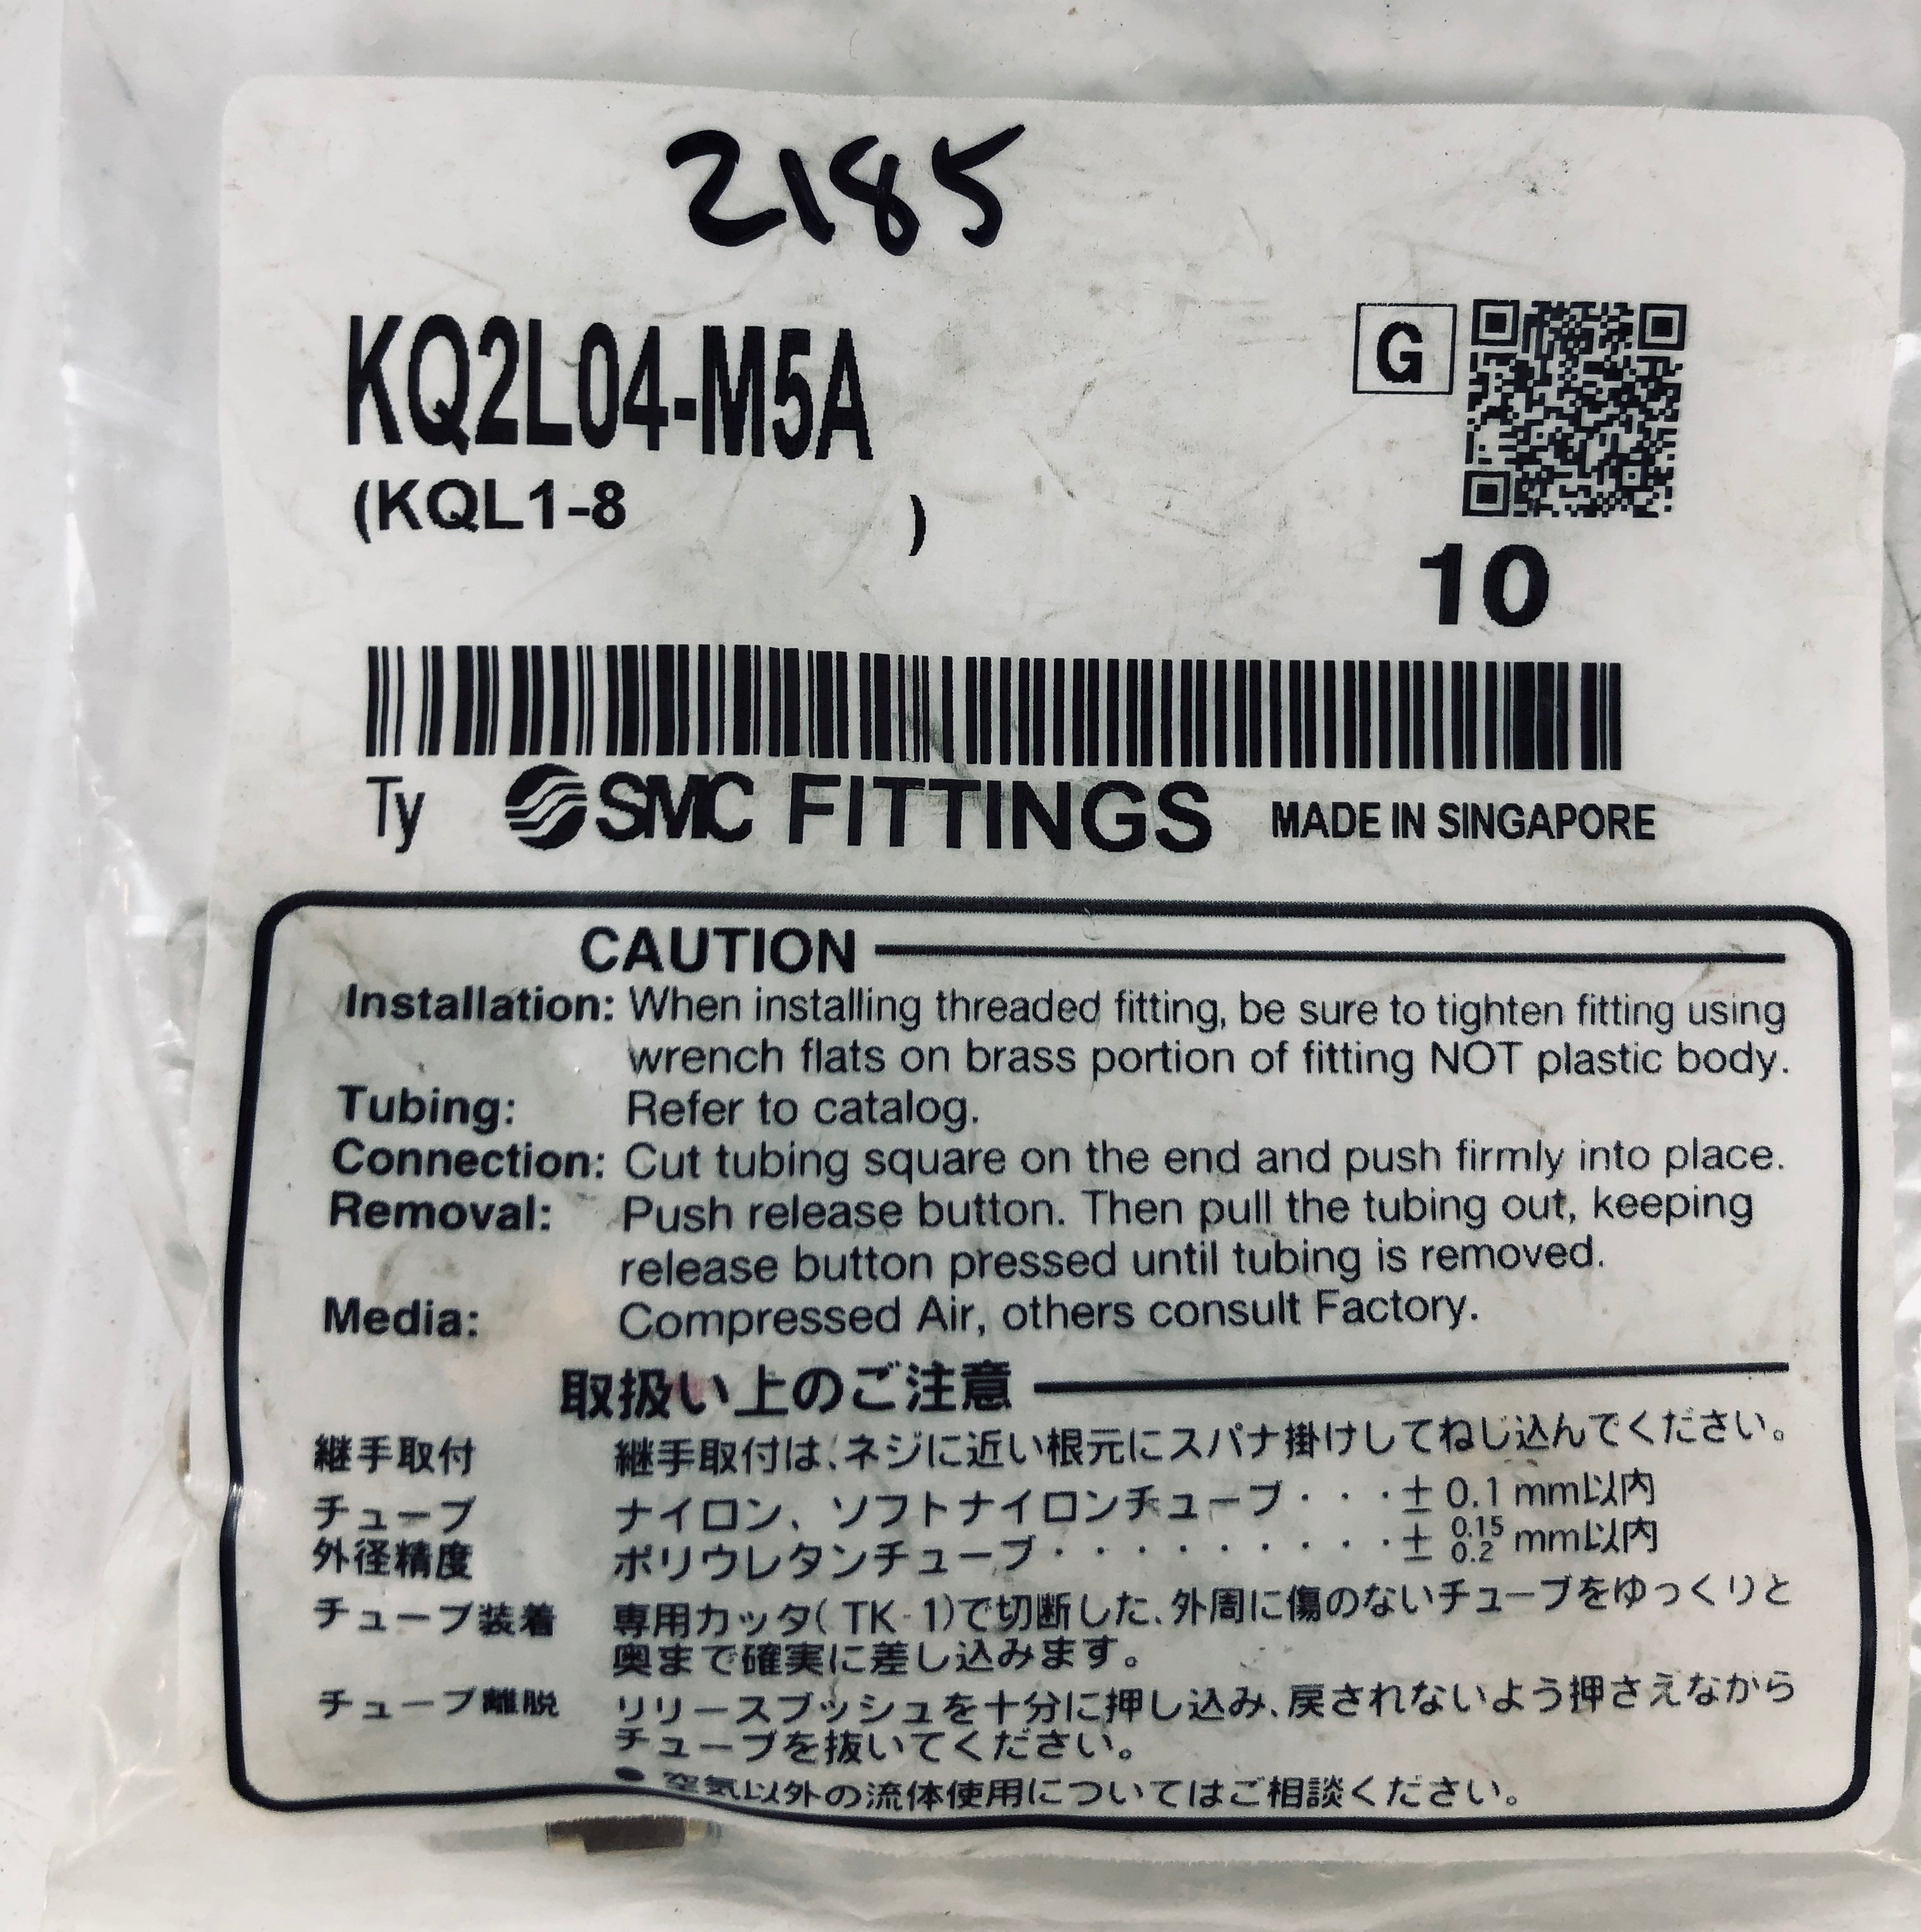 2185
KQ2L04-M5A
G
(KQL1-8 )
10
Ty SMC FITTINGS MADE IN SINGAPORE
CAUTION
Installation: When installing threaded fitting, be sure to tighten fitting using
wrench flats on brass portion of fitting NOT plastic body.
Tubing: Refer to catalog.
Connection: Cut tubing square on the end and push firmly into place.
Removal: Push release button. Then pull the tubing out, keeping
release button pressed until tubing is removed.
Media: Compressed Air, others consult Factory.
取扱い上のご注意
継手取付 継手取付は、ネジに近い根元にスパナ掛けしてねじ込んでください。
チューブ ナイロン、ソフトナイロンチューブ・・・± 0.1 mm以内
外径精度 ポリウレタンチューブ・・・・・・・・・± 0.15 0.2 mm以内
チューブ装着 専用カッタ(TK-1)で切断した、外周に傷のないチューブをゆっくりと
奥まで確実に差し込みます。
チューブ離脱 リリースブッシュを十分に押し込み、戻されないよう押さえながら
チューブを抜いてください。
● 空気以外の流体使用についてはご相談ください。